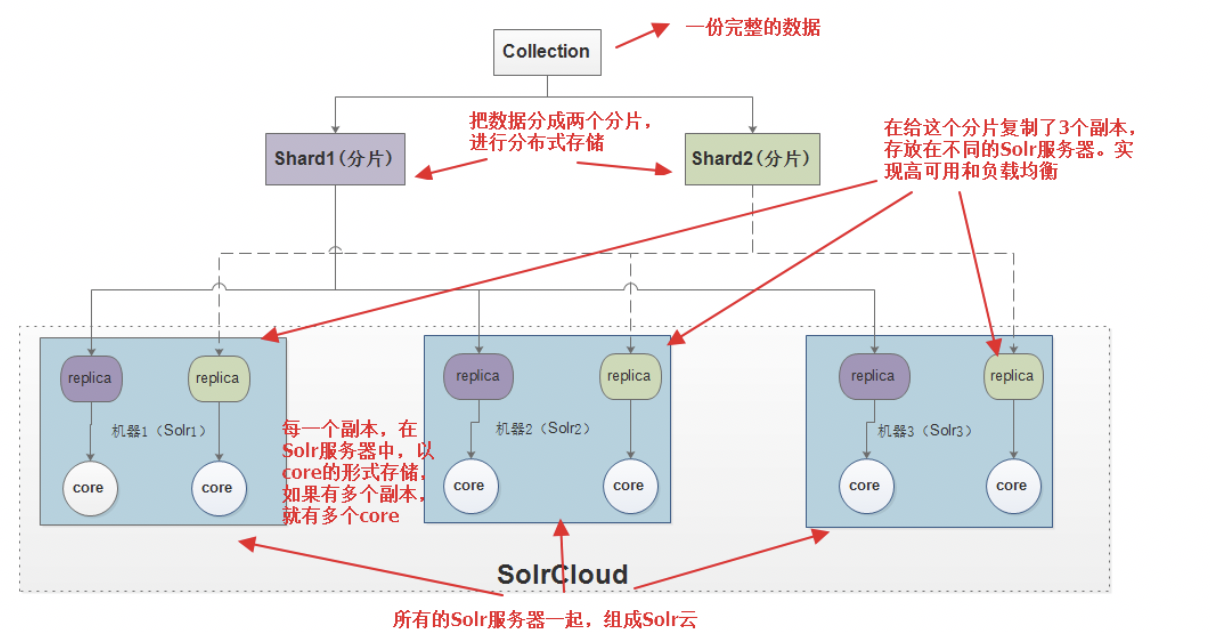 一份完整的数据
Collection
把数据分成两个分片，
进行分布式存储
在给这个分片复制了3个副本，
存放在不同的Solr服务器。实
现高可用和负载均衡
Shard1(分片)
Shard2(分片)
replica
replica
replica
replica
replica
replica
机器1（Solr1）
机器2（Solr2）
机器3（Solr3）
每一个副本，在
Solr服务器中，以
core的形式存储，
如果有多个副本，
就有多个core
core
core
core
core
core
core
SolrCloud
所有的Solr服务器一起，组成Solr云